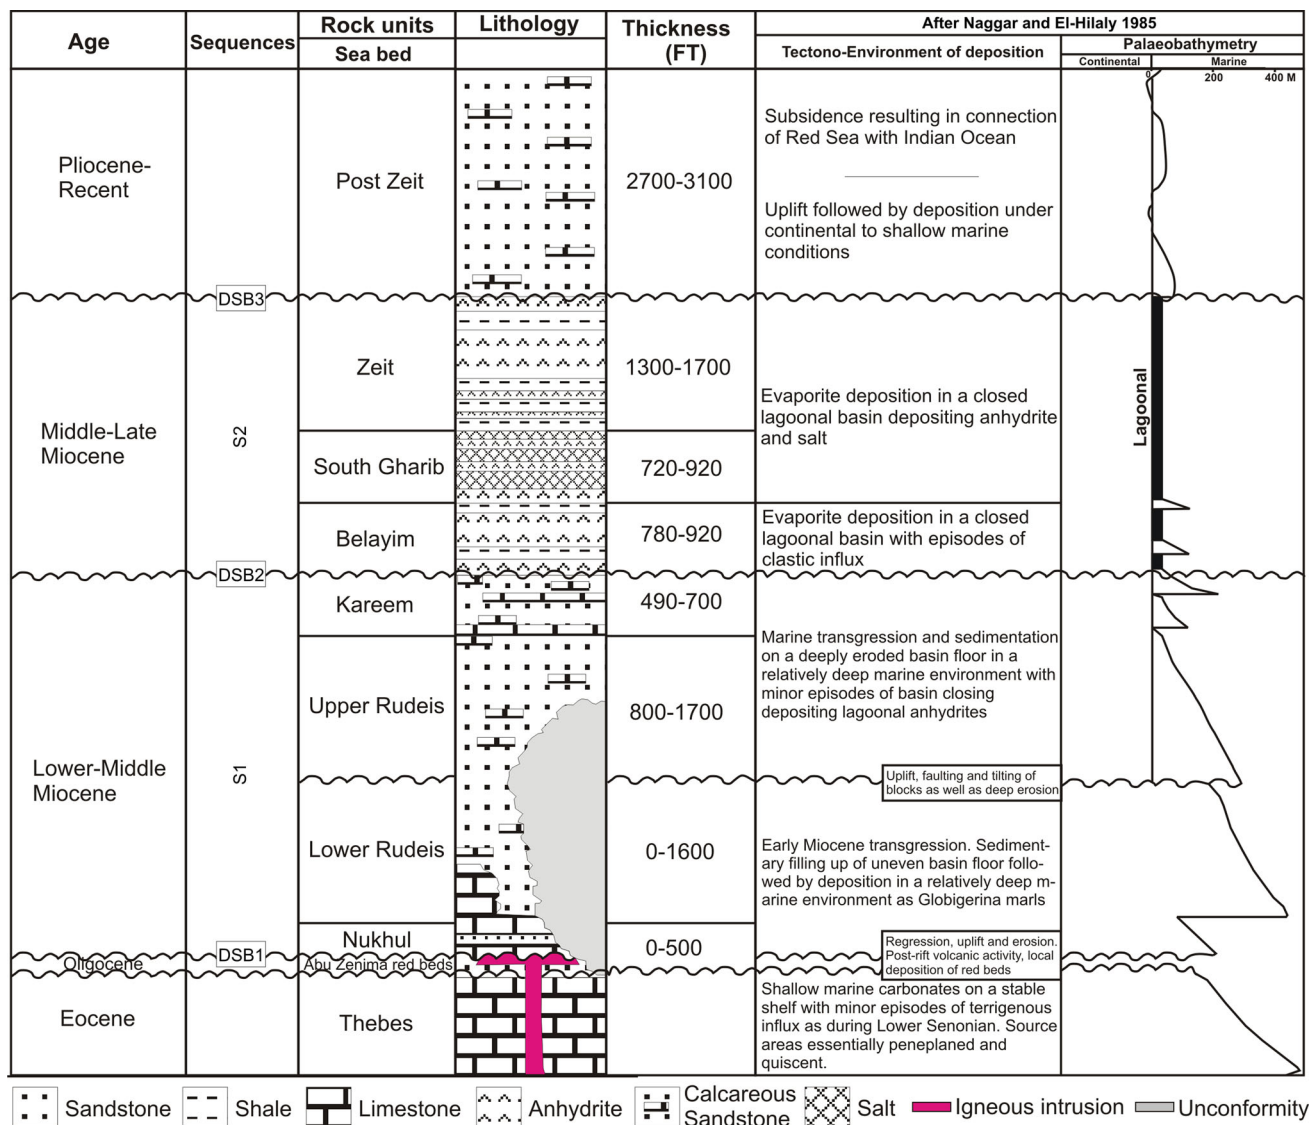 Age
Sequences
Rock units
Sea bed
Lithology
Thickness
(FT)
After Naggar and El-Hilaly 1985
Tectono-Environment of deposition
Palaeobathymetry
Continental
Marine
0
200
400 M
Pliocene-
Recent
Post Zeit
2700-3100
Subsidence resulting in connection
of Red Sea with Indian Ocean
Uplift followed by deposition under
continental to shallow marine
conditions
DSB3
Middle-Late
Miocene
S2
Zeit
1300-1700
South Gharib
720-920
Evaporite deposition in a closed
lagoonal basin depositing anhydrite
and salt
Lagoonal
Belayim
780-920
Evaporite deposition in a closed
lagoonal basin with episodes of
clastic influx
DSB2
Lower-Middle
Miocene
S1
Kareem
490-700
Upper Rudeis
800-1700
Marine transgression and sedimentation
on a deeply eroded basin floor in a
relatively deep marine environment with
minor episodes of basin closing
depositing lagoonal anhydrites
Uplift, faulting and tilting of
blocks as well as deep erosion
Lower Rudeis
0-1600
Early Miocene transgression. Sediment-
ary filling up of uneven basin floor follo-
wed by deposition in a relatively deep m-
arine environment as Globigerina marls
Nukhul
0-500
DSB1
Regression, uplift and erosion.
Post-rift volcanic activity, local
deposition of red beds
Oligocene
Abu Zenima red beds
Eocene
Thebes
Shallow marine carbonates on a stable
shelf with minor episodes of terrigenous
influx as during Lower Senonian. Source
areas essentially peneplaned and
quiscent.
Sandstone
Shale
Limestone
Anhydrite
Calcareous
Sandstone
Salt
Igneous intrusion
Unconformity